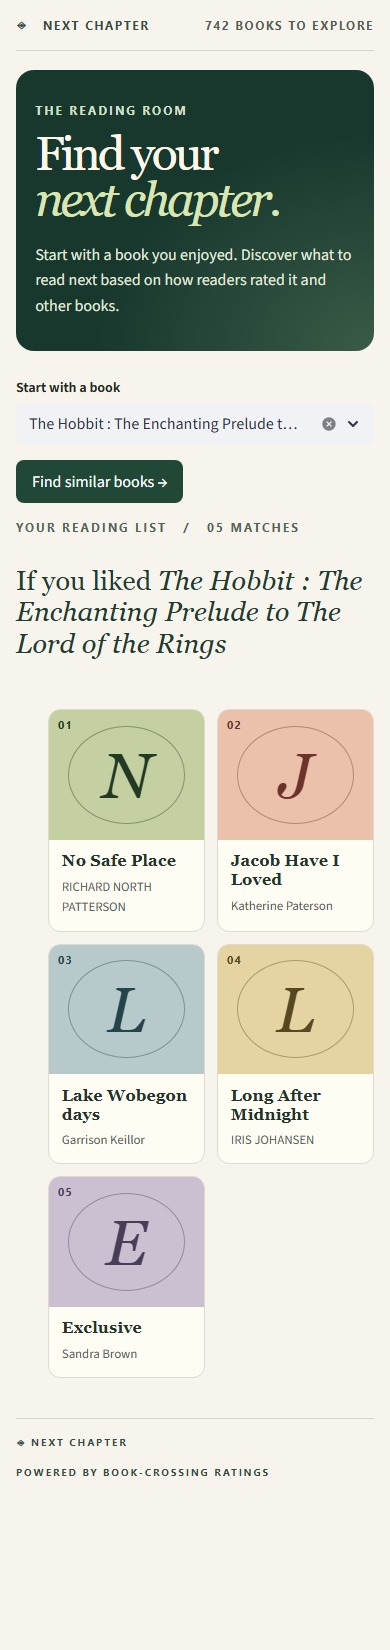 NEXT CHAPTER
742 BOOKS TO EXPLORE
THE READING ROOM
Find your
next chapter.
Start with a book you enjoyed. Discover what to
read next based on how readers rated it and
other books.
Start with a book
The Hobbit : The Enchanting Prelude t...
Find similar books →
YOUR READING LIST / 05 MATCHES
If you liked The Hobbit : The
Enchanting Prelude to The
Lord of the Rings
01
N
No Safe Place
RICHARD NORTH
PATTERSON
02
J
Jacob Have I
Loved
Katherine Paterson
03
L
Lake Wobegon
days
Garrison Keillor
04
L
Long After
Midnight
IRIS JOHANSEN
05
E
Exclusive
Sandra Brown
NEXT CHAPTER
POWERED BY BOOK-CROSSING RATINGS